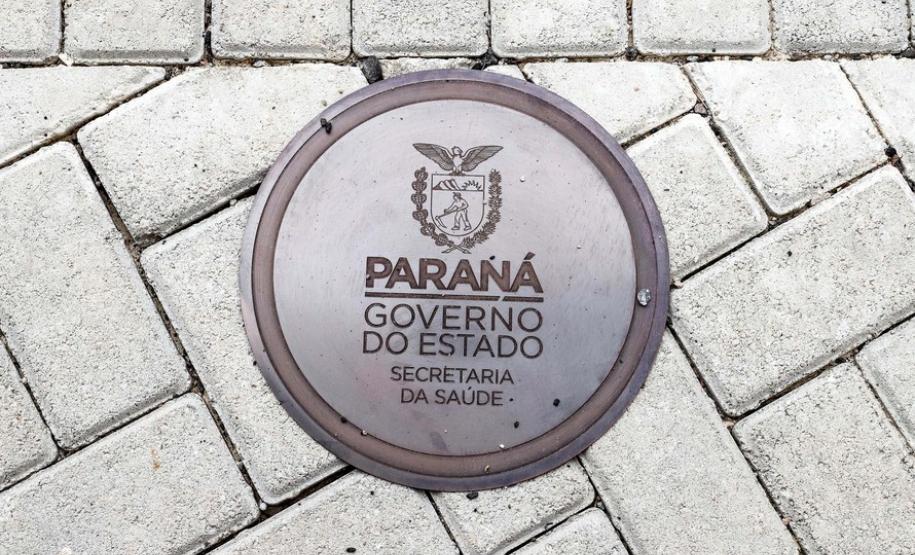 PARANÁ
GOVERNO
DO ESTADO
SECRETARIA
DA SAÚDE